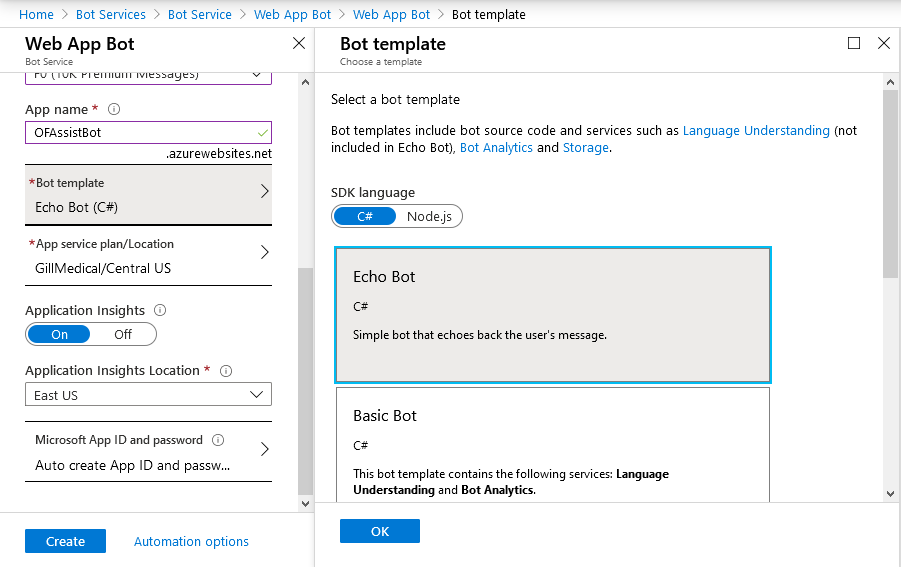 Home > Bot Services > Bot Service > Web App Bot > Web App Bot > Bot template
Web App Bot
Bot Service
F0 (10K Premium Messages)
App name *
OFAssistBot
.azurewebsites.net
*Bot template
Echo Bot (C#)
*App service plan/Location
GillMedical/Central US
Application Insights
On Off
Application Insights Location *
East US
Microsoft App ID and password
Auto create App ID and passw...
Create Automation options
Bot template
Choose a template
Select a bot template
Bot templates include bot source code and services such as Language Understanding (not
included in Echo Bot), Bot Analytics and Storage.
SDK language
C# Node.js
Echo Bot
C#
Simple bot that echoes back the user's message.
Basic Bot
C#
This bot template contains the following services: Language
Understanding and Bot Analytics.
OK